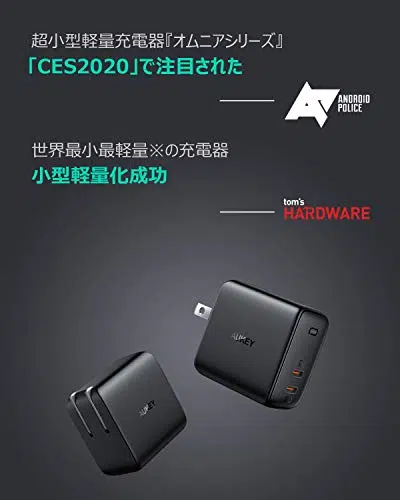 超小型軽量充電器『オムニアシリーズ』
「CES2020」で注目された
ANDROID
POLICE
世界最小最軽量※の充電器
小型軽量化成功
tom's
HARDWARE
AUKEY
AUKEY